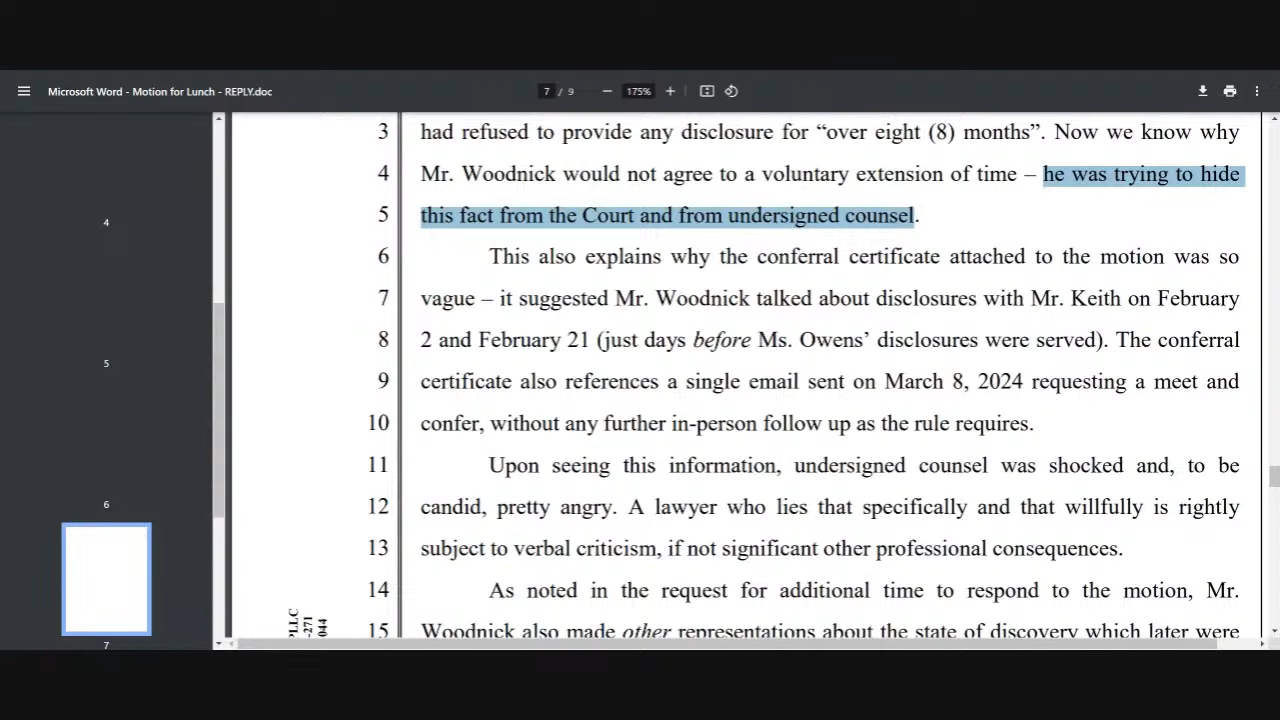 Microsoft Word - Motion for Lunch - REPLY.doc
7 / 9
175%
4
5
6
7
3 had refused to provide any disclosure for “over eight (8) months”. Now we know why
4 Mr. Woodnick would not agree to a voluntary extension of time – he was trying to hide
5 this fact from the Court and from undersigned counsel.
6 This also explains why the conferral certificate attached to the motion was so
7 vague – it suggested Mr. Woodnick talked about disclosures with Mr. Keith on February
8 2 and February 21 (just days before Ms. Owens’ disclosures were served). The conferral
9 certificate also references a single email sent on March 8, 2024 requesting a meet and
10 confer, without any further in-person follow up as the rule requires.
11 Upon seeing this information, undersigned counsel was shocked and, to be
12 candid, pretty angry. A lawyer who lies that specifically and that willfully is rightly
13 subject to verbal criticism, if not significant other professional consequences.
14 As noted in the request for additional time to respond to the motion, Mr.
15 Woodnick also made other representations about the state of discovery which later were
PLLC
-271
044